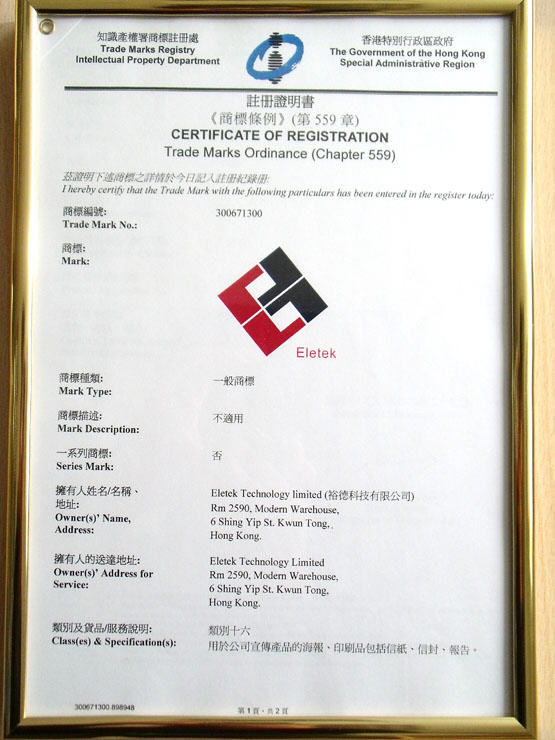 知識產權署商標註冊處
Trade Marks Registry
Intellectual Property Department
香港特別行政區政府
The Government of the Hong Kong
Special Administrative Region
註冊證明書
《商標條例》(第 559 章)
CERTIFICATE OF REGISTRATION
Trade Marks Ordinance (Chapter 559)
茲證明下述商標之詳情於今日記入註冊紀錄冊:
I hereby certify that the Trade Mark with the following particulars has been entered in the register today:
商標編號:
Trade Mark No.:
300671300
商標:
Mark:
Eletek
商標種類:
Mark Type:
一般商標
商標描述:
Mark Description:
不適用
一系列商標:
Series Mark:
否
擁有人姓名/名稱、
地址:
Owner(s)' Name,
Address:
Eletek Technology limited (裕德科技有限公司)
Rm 2590, Modern Warehouse,
6 Shing Yip St. Kwun Tong,
Hong Kong.
擁有人的送達地址:
Owner(s)' Address for
Service:
Eletek Technology Limited
Rm 2590, Modern Warehouse,
6 Shing Yip St. Kwun Tong,
Hong Kong.
類別及貨品/服務說明:
Class(es) & Specification(s):
類別十六
用於公司宣傳產品的海報、印刷品包括信紙、信封、報告。
300671300.898948
第 1 頁，共 2 頁